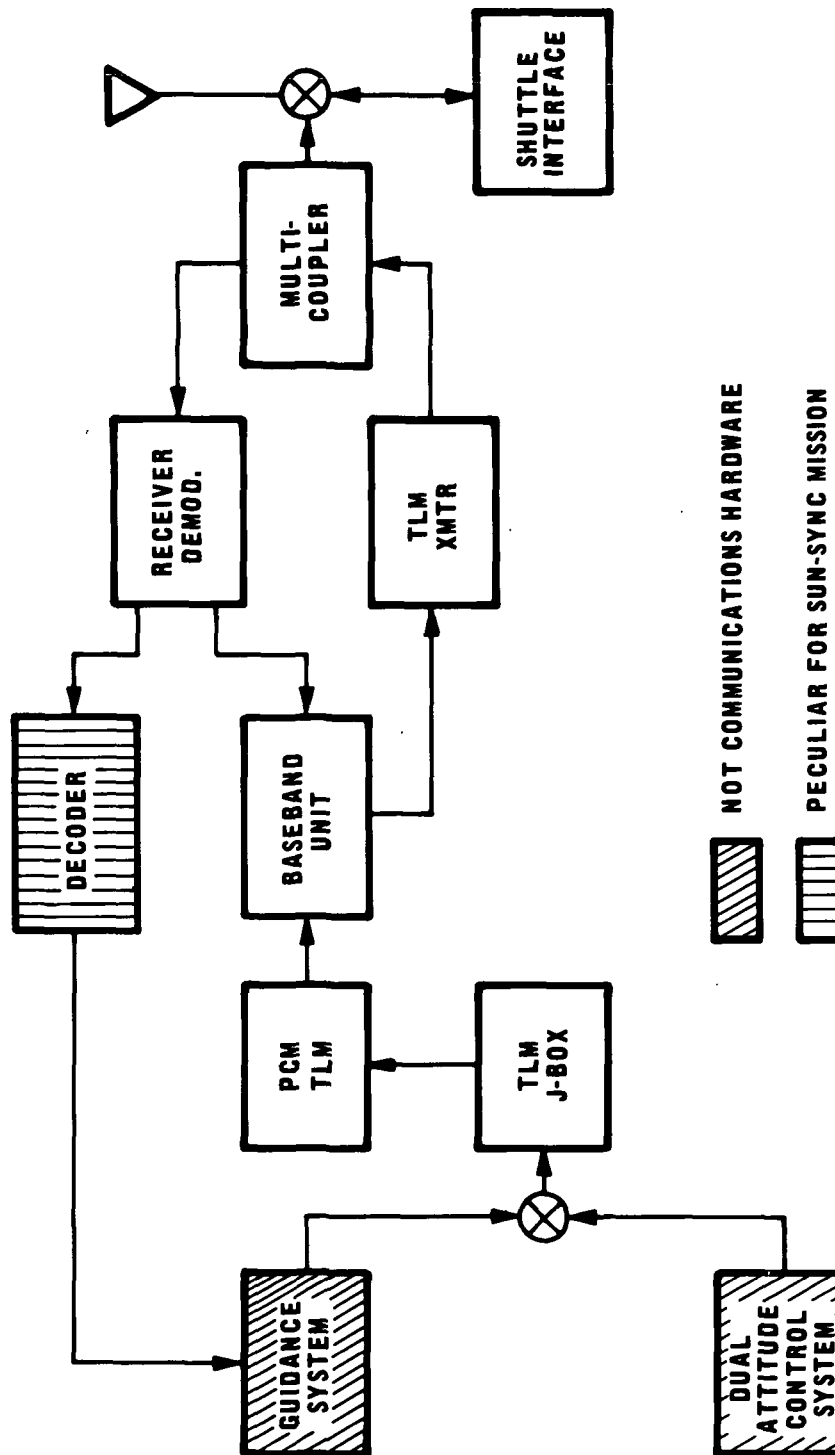 DECODER
RECEIVER
DEMOD.
MULTI-
COUPLER
SHUTTLE
INTERFACE
GUIDANCE
SYSTEM
PCM
TLM
BASEBAND
UNIT
TLM
XMTR
TLM
J-BOX
DUAL
ATTITUDE
CONTROL
SYSTEM
NOT COMMUNICATIONS HARDWARE
PECULIAR FOR SUN-SYNC MISSION